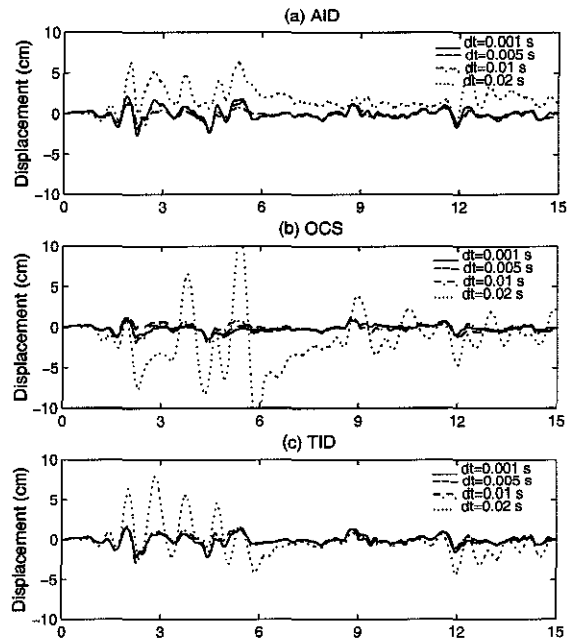 (a) AID
dt=0.001 s
dt=0.005 s
dt=0.01 s
dt=0.02 s
Displacement (cm)
10
5
0
−5
−10
0 3 6 9 12 15
(b) OCS
dt=0.001 s
dt=0.005 s
dt=0.01 s
dt=0.02 s
Displacement (cm)
10
5
0
−5
−10
0 3 6 9 12 15
(c) TID
dt=0.001 s
dt=0.005 s
dt=0.01 s
dt=0.02 s
Displacement (cm)
10
5
0
−5
−10
0 3 6 9 12 15